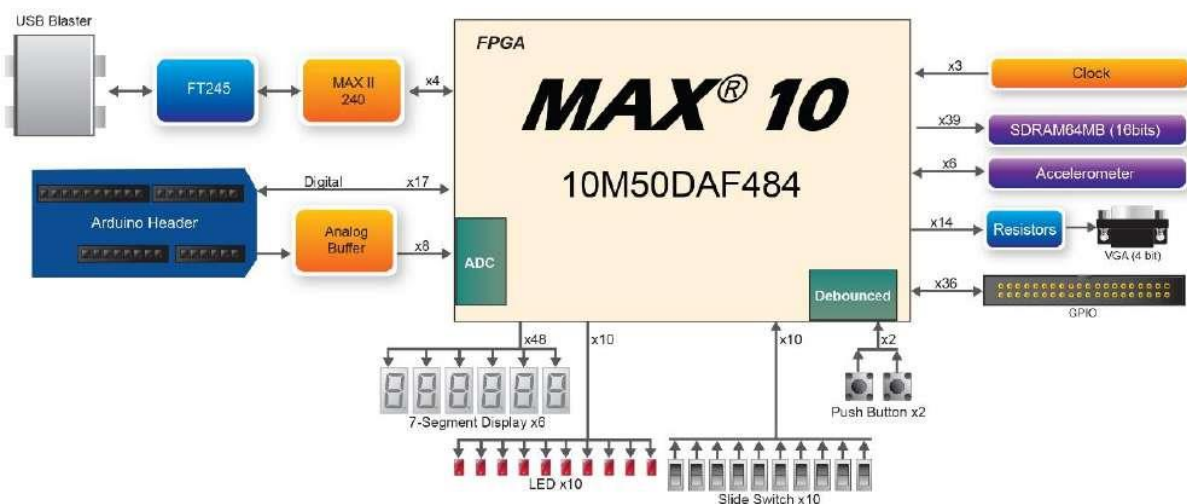 USB Blaster
FT245
MAX II
240
x4
FPGA
MAX® 10
10M50DAF484
x3
Clock
x39
SDRAM64MB (16bits)
x6
Accelerometer
x14
Resistors
VGA (4 bit)
x36
GPIO
Arduino Header
Digital
x17
Analog
Buffer
x8
ADC
Debounced
x48
x10
x10
x2
7-Segment Display x6
Push Button x2
LED x10
Slide Switch x10